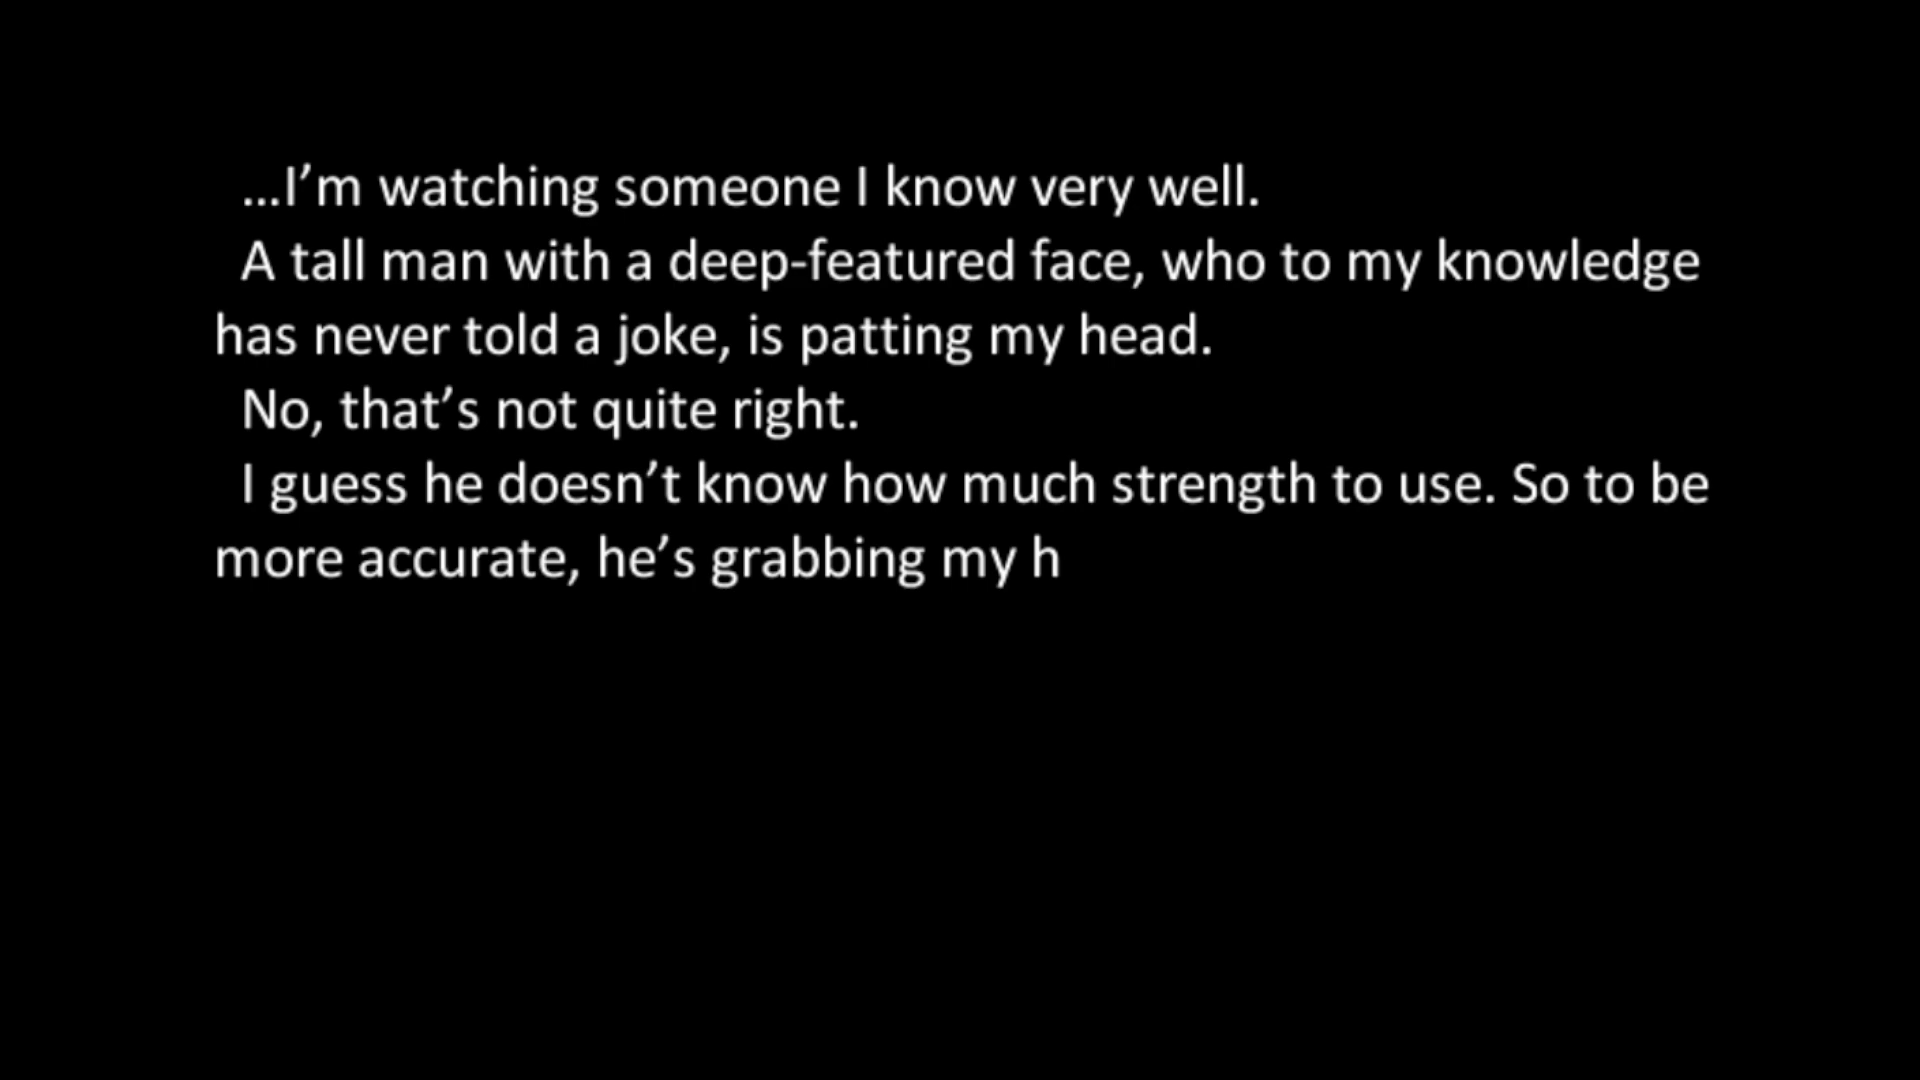 …I’m watching someone I know very well.
A tall man with a deep-featured face, who to my knowledge
has never told a joke, is patting my head.
No, that’s not quite right.
I guess he doesn’t know how much strength to use. So to be
more accurate, he’s grabbing my h